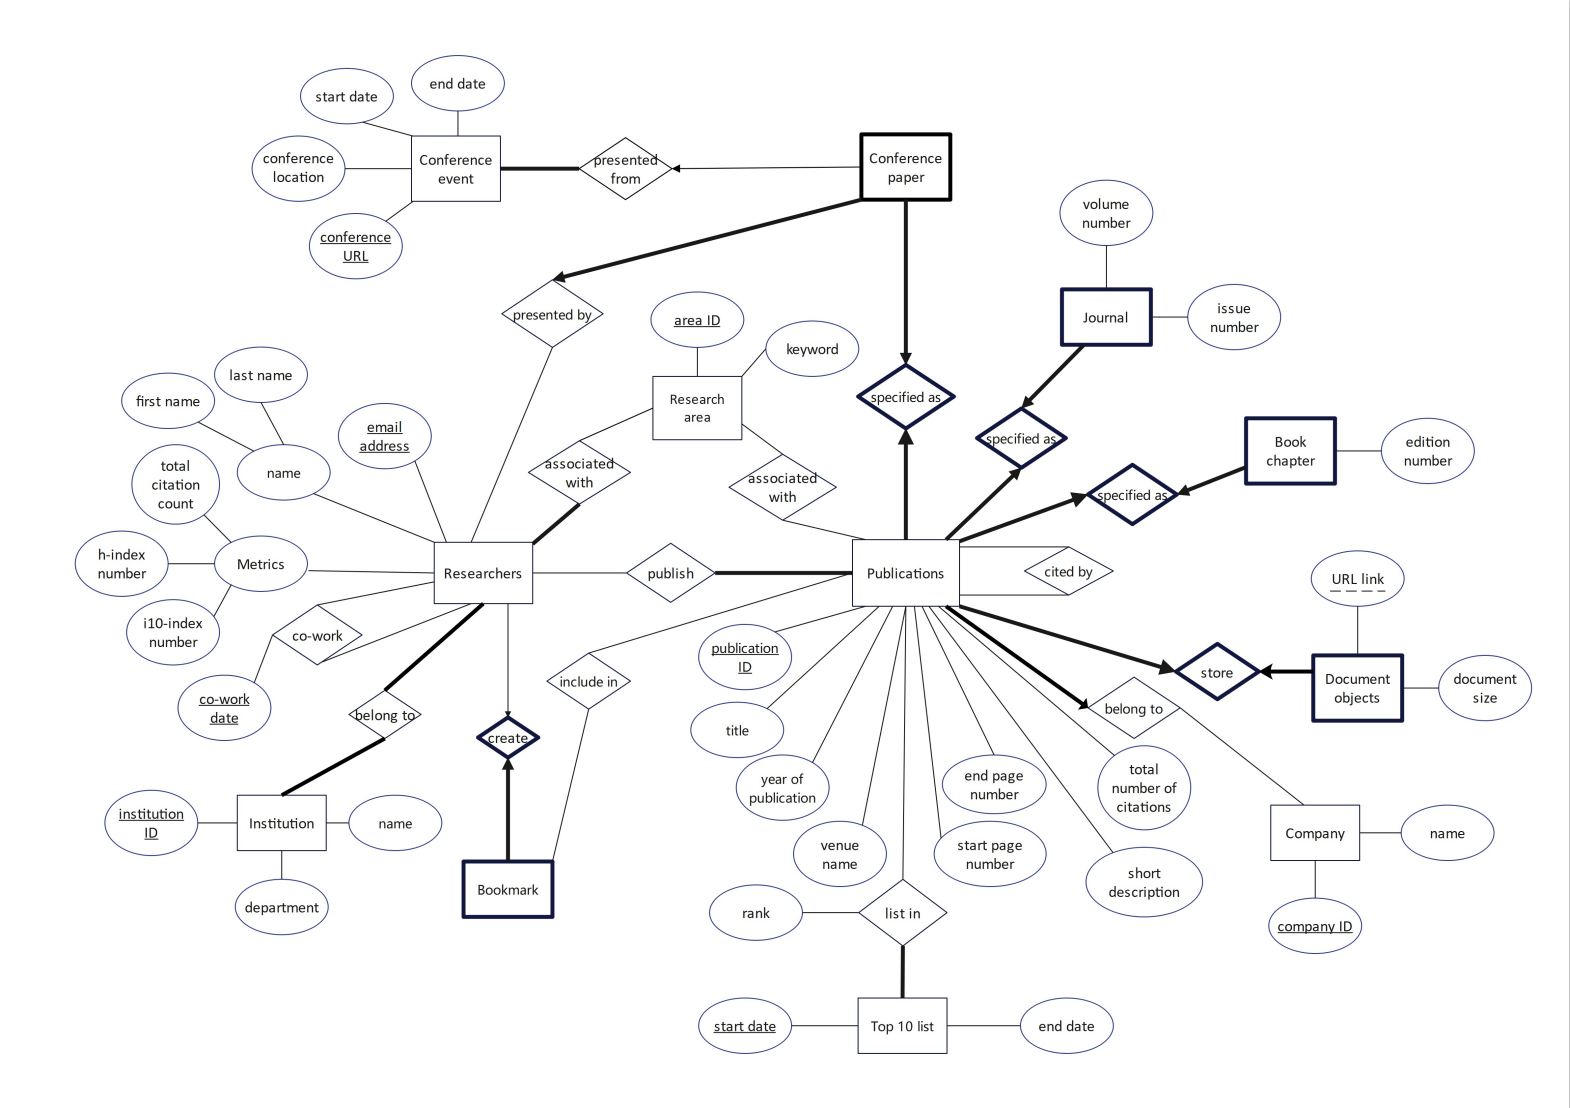 end date
start date
conference
location
Conference
event
presented
from
Conference
paper
conference
URL
volume
number
presented by
area ID
Journal
issue
number
keyword
last name
first name
email
address
Research
area
specified as
specified as
Book
chapter
edition
number
total
citation
count
name
associated
with
associated
with
specified as
h-index
number
Metrics
Researchers
publish
Publications
cited by
URL link
i10-index
number
co-work
publication
ID
include in
store
Document
objects
document
size
co-work
date
belong to
create
title
belong to
year of
publication
end page
number
total
number of
citations
institution
ID
Institution
name
venue
name
start page
number
Company
name
department
Bookmark
short
description
rank
list in
company ID
start date
Top 10 list
end date